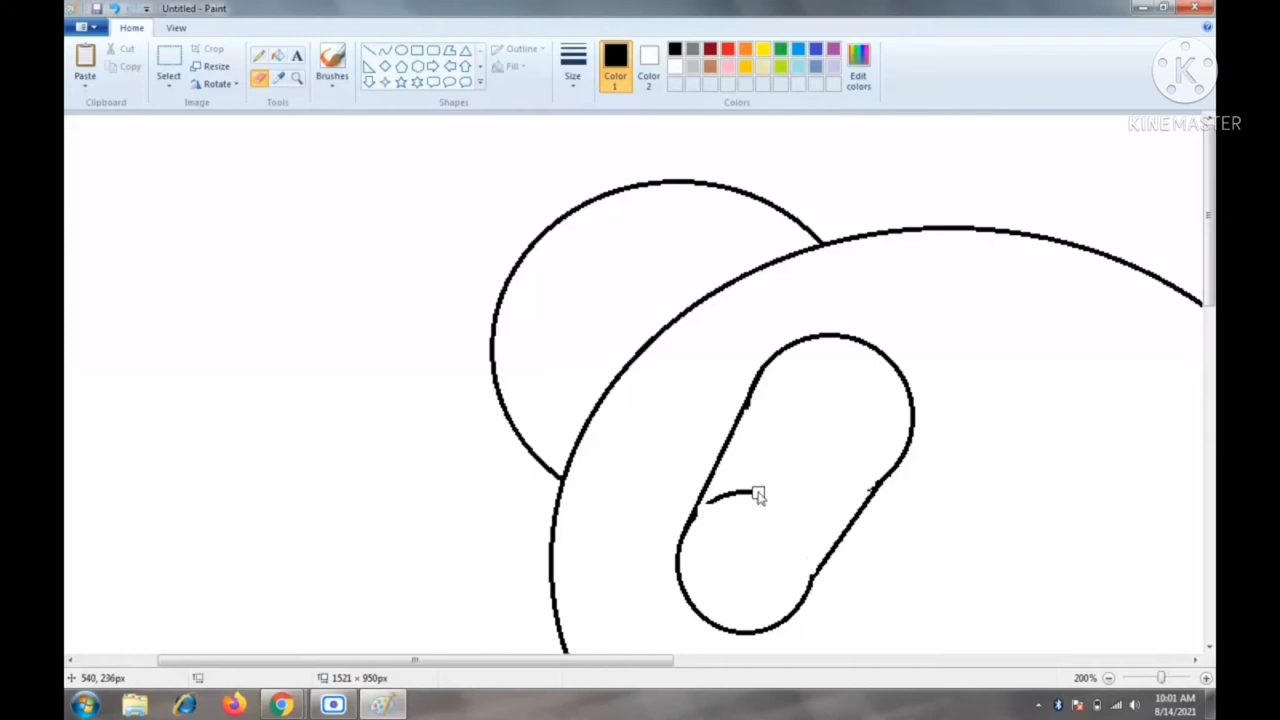 Untitled - Paint
Home View
Paste
Cut
Copy
Clipboard
Select
Crop
Resize
Rotate
Image
Tools
Brushes
Shapes
Outline
Fill
Size
Color 1
Color 2
Edit colors
Colors
K
KINEMASTER
540, 236px
1521 × 950px
200%
10:01 AM
8/14/2021